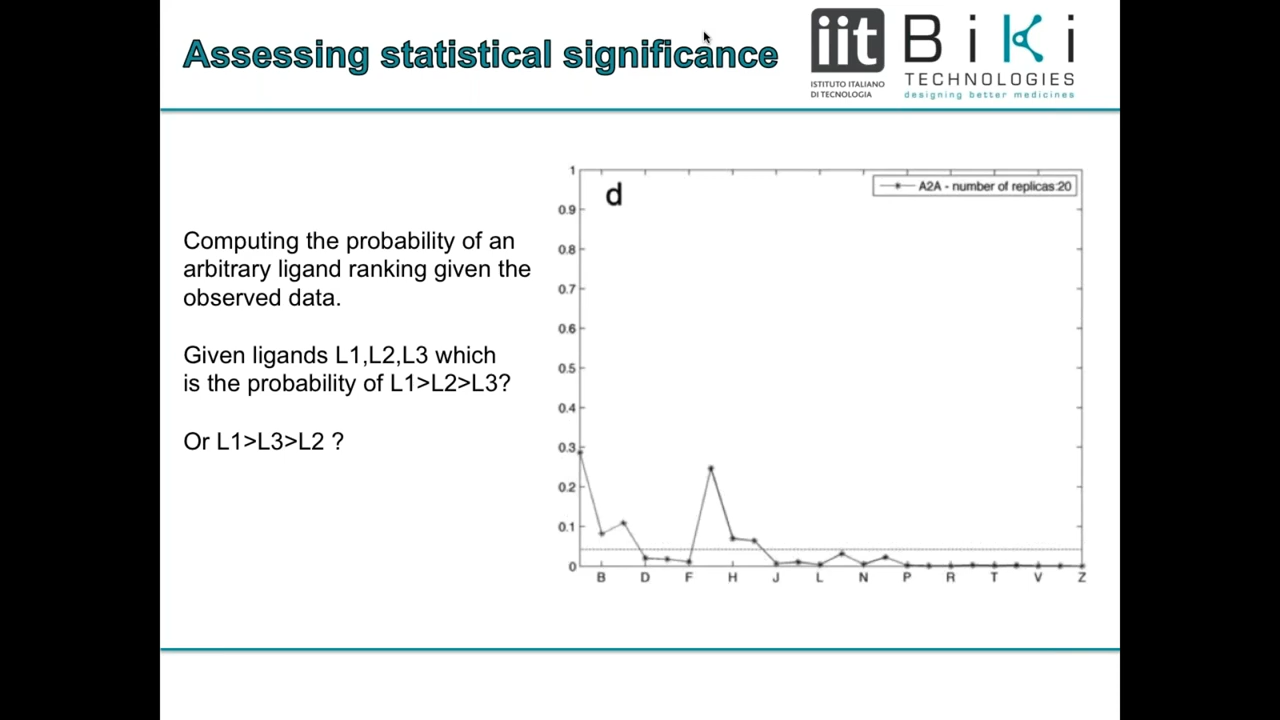 Assessing statistical significance
iit
ISTITUTO ITALIANO
DI TECNOLOGIA
BiKi
TECHNOLOGIES
designing better medicines
Computing the probability of an
arbitrary ligand ranking given the
observed data.
Given ligands L1,L2,L3 which
is the probability of L1>L2>L3?
Or L1>L3>L2 ?
d
A2A - number of replicas:20
1
0.9
0.8
0.7
0.6
0.5
0.4
0.3
0.2
0.1
0
B D F H J L N P R T V Z